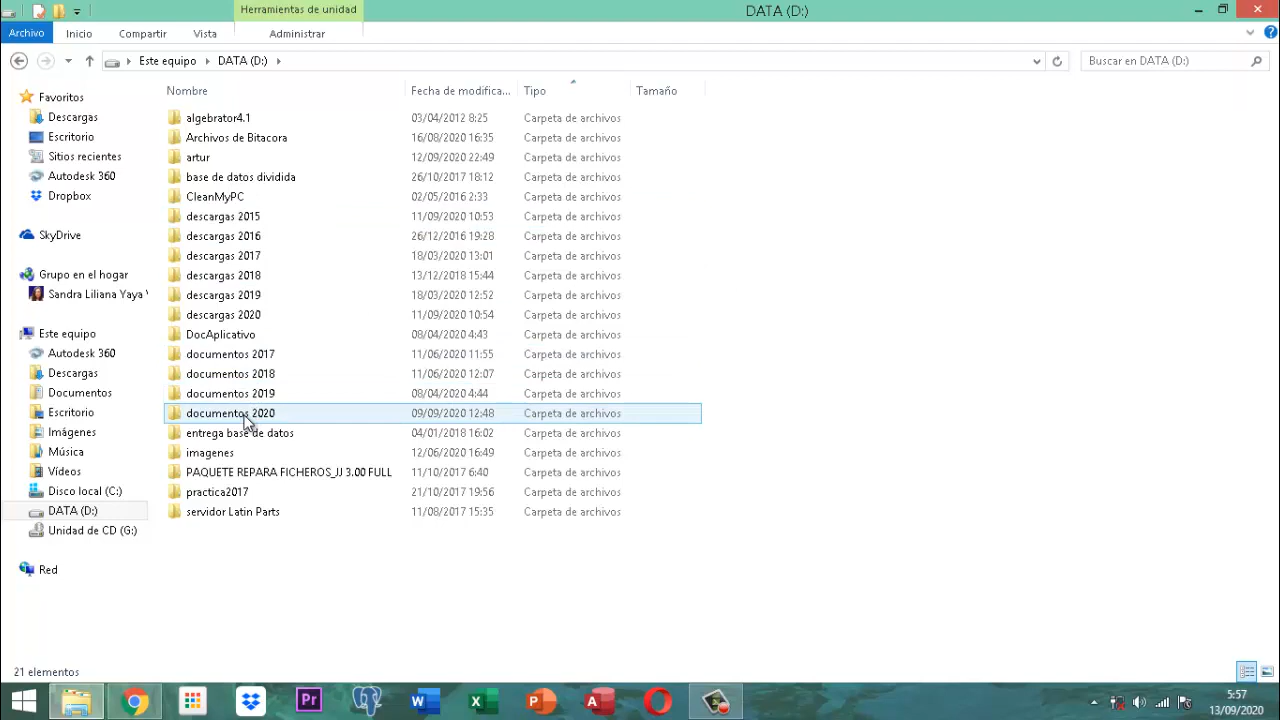 Herramientas de unidad
DATA (D:)
Archivo Inicio Compartir Vista Administrar
Este equipo DATA (D:) Buscar en DATA (D:)
Nombre Fecha de modifica... Tipo Tamaño
Favoritos
Descargas
Escritorio
Sitios recientes
Autodesk 360
Dropbox
SkyDrive
Grupo en el hogar
Sandra Liliana Yaya
Este equipo
Autodesk 360
Descargas
Documentos
Escritorio
Imágenes
Música
Vídeos
Disco local (C:)
DATA (D:)
Unidad de CD (G:)
Red
algebrator4.1 03/04/2012 8:25 Carpeta de archivos
Archivos de Bitacora 16/08/2020 16:35 Carpeta de archivos
artur 12/09/2020 22:49 Carpeta de archivos
base de datos dividida 26/10/2017 18:12 Carpeta de archivos
CleanMyPC 02/05/2016 2:33 Carpeta de archivos
descargas 2015 11/09/2020 10:53 Carpeta de archivos
descargas 2016 26/12/2016 19:28 Carpeta de archivos
descargas 2017 18/03/2020 13:01 Carpeta de archivos
descargas 2018 13/12/2018 15:44 Carpeta de archivos
descargas 2019 18/03/2020 12:52 Carpeta de archivos
descargas 2020 11/09/2020 10:54 Carpeta de archivos
DocAplicativo 08/04/2020 4:43 Carpeta de archivos
documentos 2017 11/06/2020 11:55 Carpeta de archivos
documentos 2018 11/06/2020 12:07 Carpeta de archivos
documentos 2019 08/04/2020 4:44 Carpeta de archivos
documentos 2020 09/09/2020 12:48 Carpeta de archivos
entrega base de datos 04/01/2018 16:02 Carpeta de archivos
imagenes 12/06/2020 16:49 Carpeta de archivos
PAQUETE REPARA FICHEROS_JJ 3.00 FULL 11/10/2017 6:40 Carpeta de archivos
practica2017 21/10/2017 19:56 Carpeta de archivos
servidor Latin Parts 11/08/2017 15:35 Carpeta de archivos
21 elementos
Pr
W
X
P
A
5:57
13/09/2020